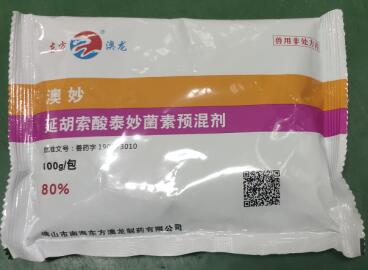 东方 澳龙
兽用非处方药
澳妙
延胡索酸泰妙菌素预混剂
批准文号：兽药字
100g/包
80%
佛山市南海东方澳龙制药有限公司